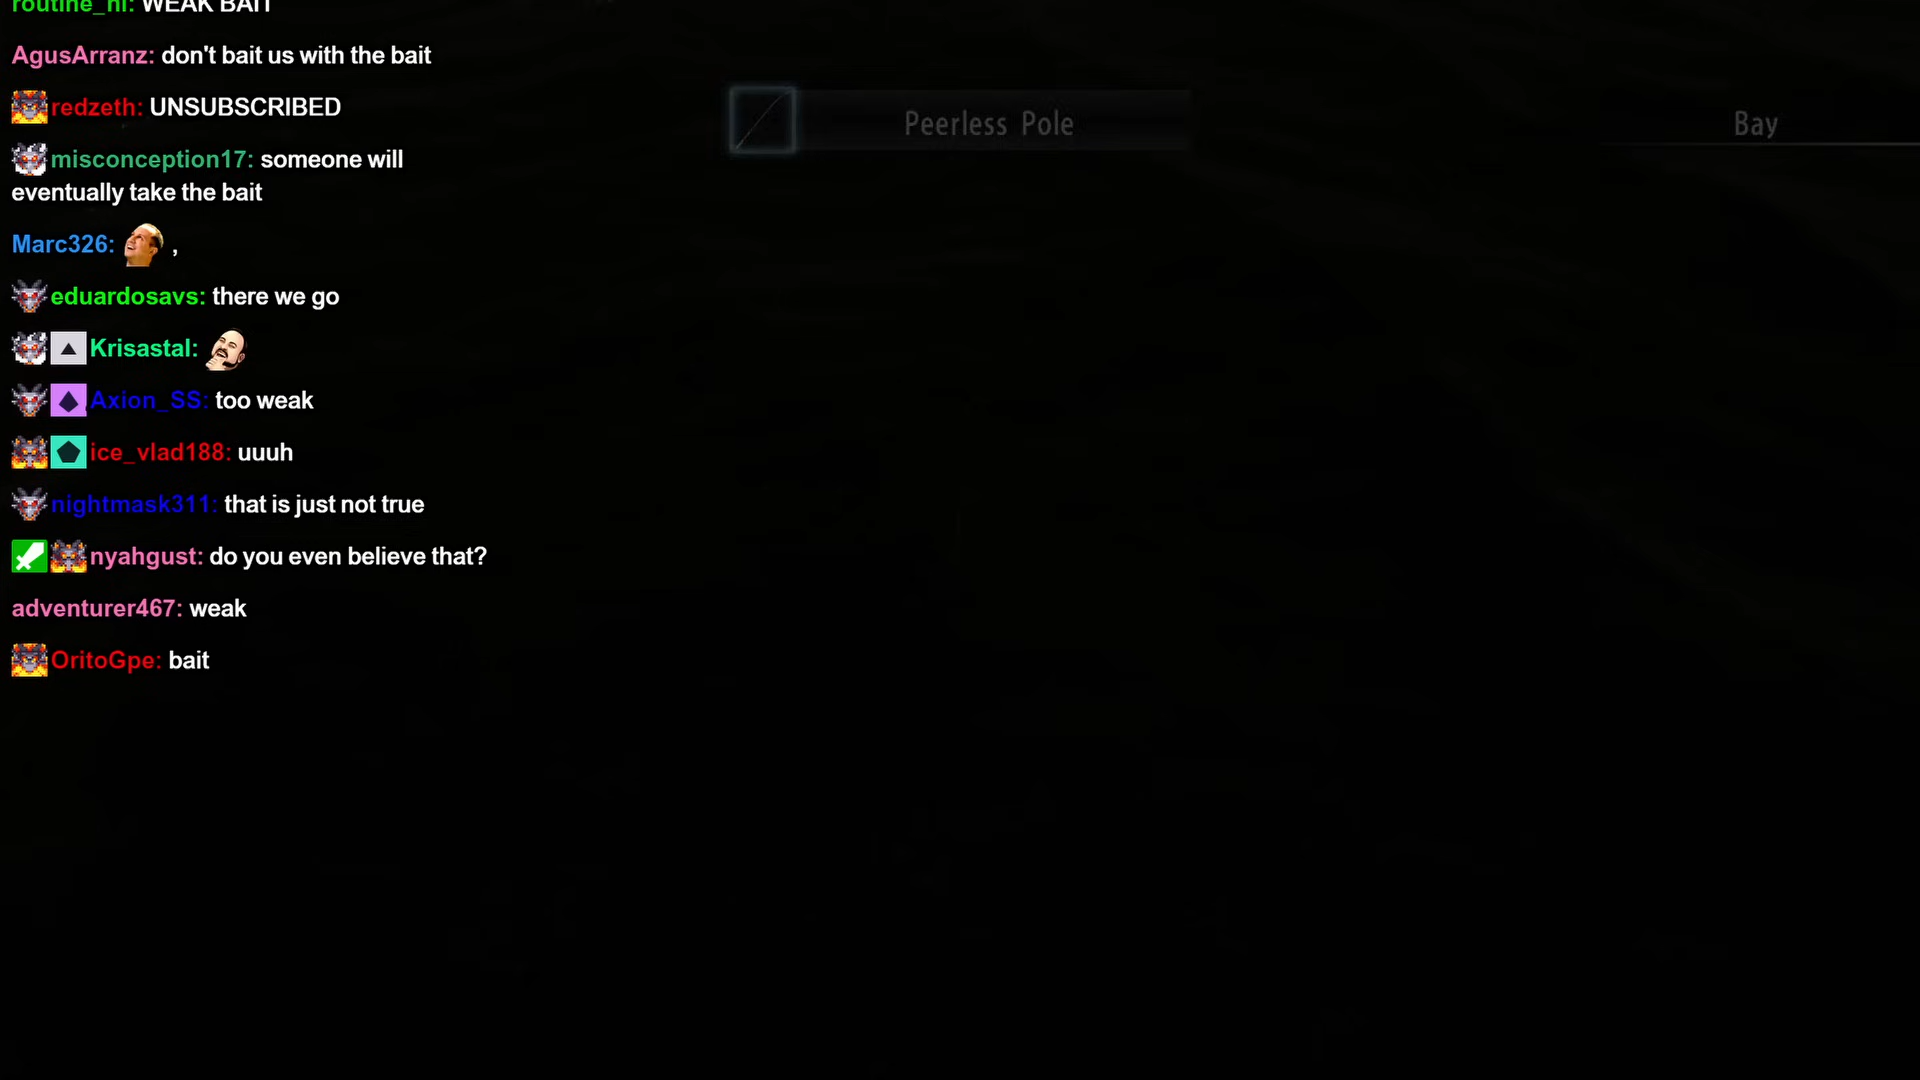 routine_hi: WEAK BAIT
AgusArranz: don't bait us with the bait
redzeth: UNSUBSCRIBED
misconception17: someone will
eventually take the bait
Marc326: ,
eduardosavs: there we go
Krisastal:
Axion_SS: too weak
ice_vlad188: uuuh
nightmask311: that is just not true
nyahgust: do you even believe that?
adventurer467: weak
OritoGpe: bait
Peerless Pole
Bay